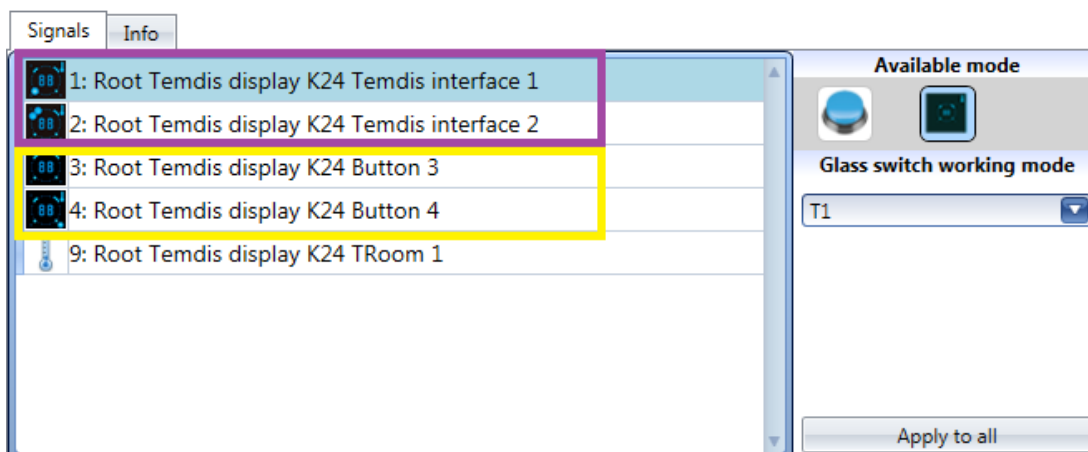 Signals
Info
1: Root Temdis display K24 Temdis interface 1
2: Root Temdis display K24 Temdis interface 2
3: Root Temdis display K24 Button 3
4: Root Temdis display K24 Button 4
9: Root Temdis display K24 TRoom 1
Available mode
Glass switch working mode
T1
Apply to all